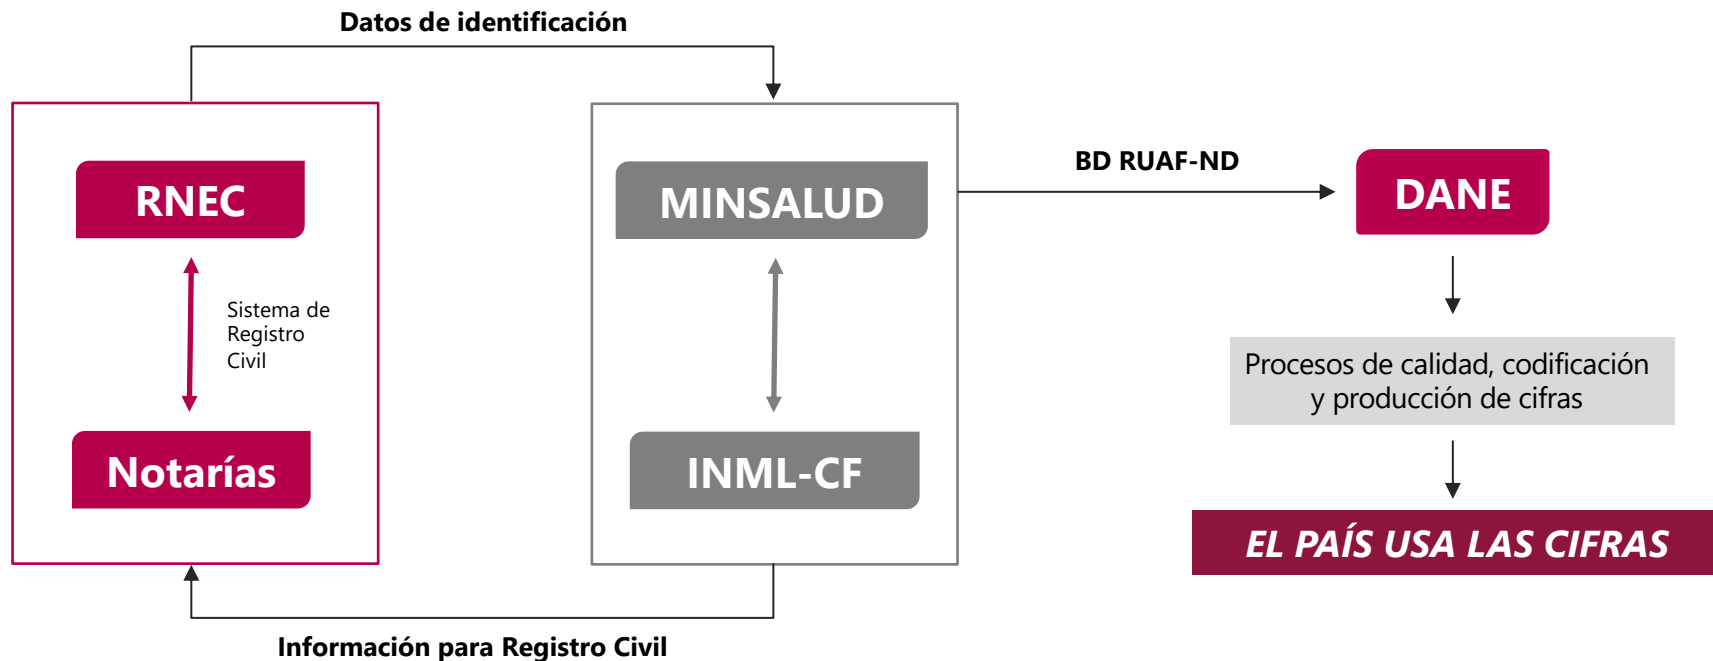 Datos de identificación
RNEC
Sistema de
Registro
Civil
Notarías
MINSALUD
INML-CF
Información para Registro Civil
BD RUAF-ND
DANE
Procesos de calidad, codificación
y producción de cifras
EL PAÍS USA LAS CIFRAS